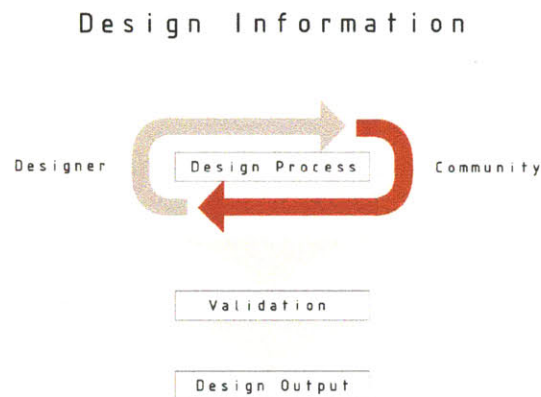 Design Information
Designer
Design Process
Community
Validation
Design Output